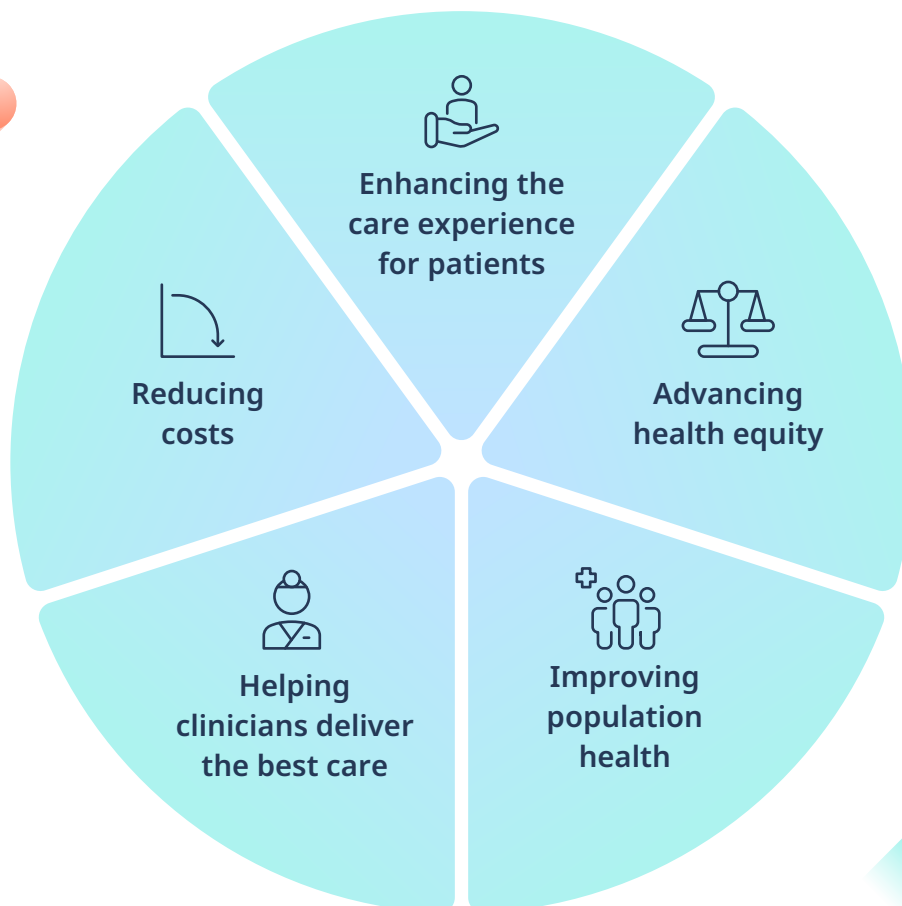 Enhancing the
care experience
for patients
Reducing
costs
Advancing
health equity
Helping
clinicians deliver
the best care
Improving
population
health